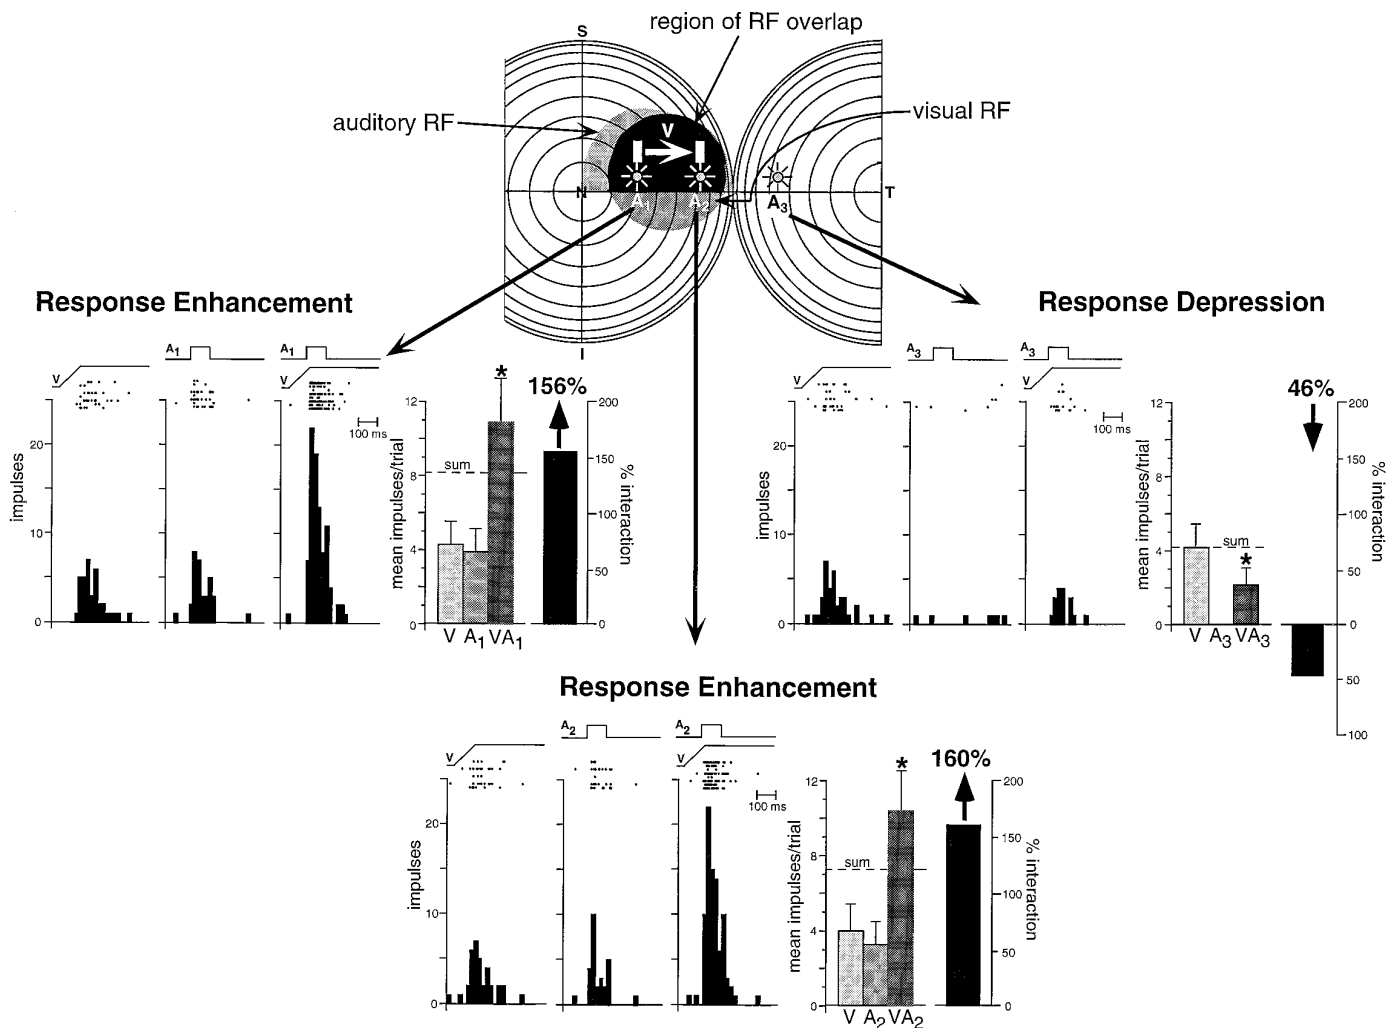 region of RF overlap
S
auditory RF
visual RF
V
N
A1
A2
A3
T
I
Response Enhancement
A1
A1
V
V
100 ms
impulses
20
10
0
mean impulses/trial
12
8
4
0
sum
*
V A1 VA1
156%
200
150
100
50
0
% interaction
Response Depression
A3
A3
V
V
100 ms
impulses
20
10
0
mean impulses/trial
12
8
4
0
sum
*
V A3 VA3
46%
200
150
100
50
0
50
100
% interaction
Response Enhancement
A2
A2
V
V
100 ms
impulses
20
10
0
mean impulses/trial
12
8
4
0
sum
*
V A2 VA2
160%
200
150
100
50
0
% interaction